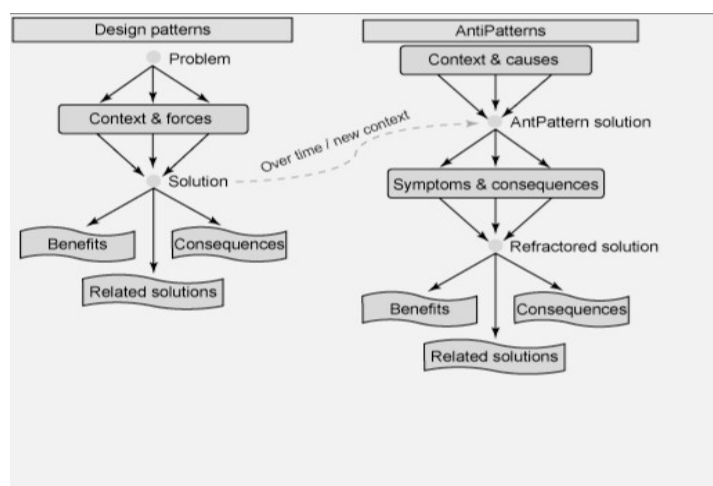 Design patterns
Problem
Context & forces
Solution
Benefits
Consequences
Related solutions
Over time / new context
AntiPatterns
Context & causes
AntPattern solution
Symptoms & consequences
Refractored solution
Benefits
Consequences
Related solutions